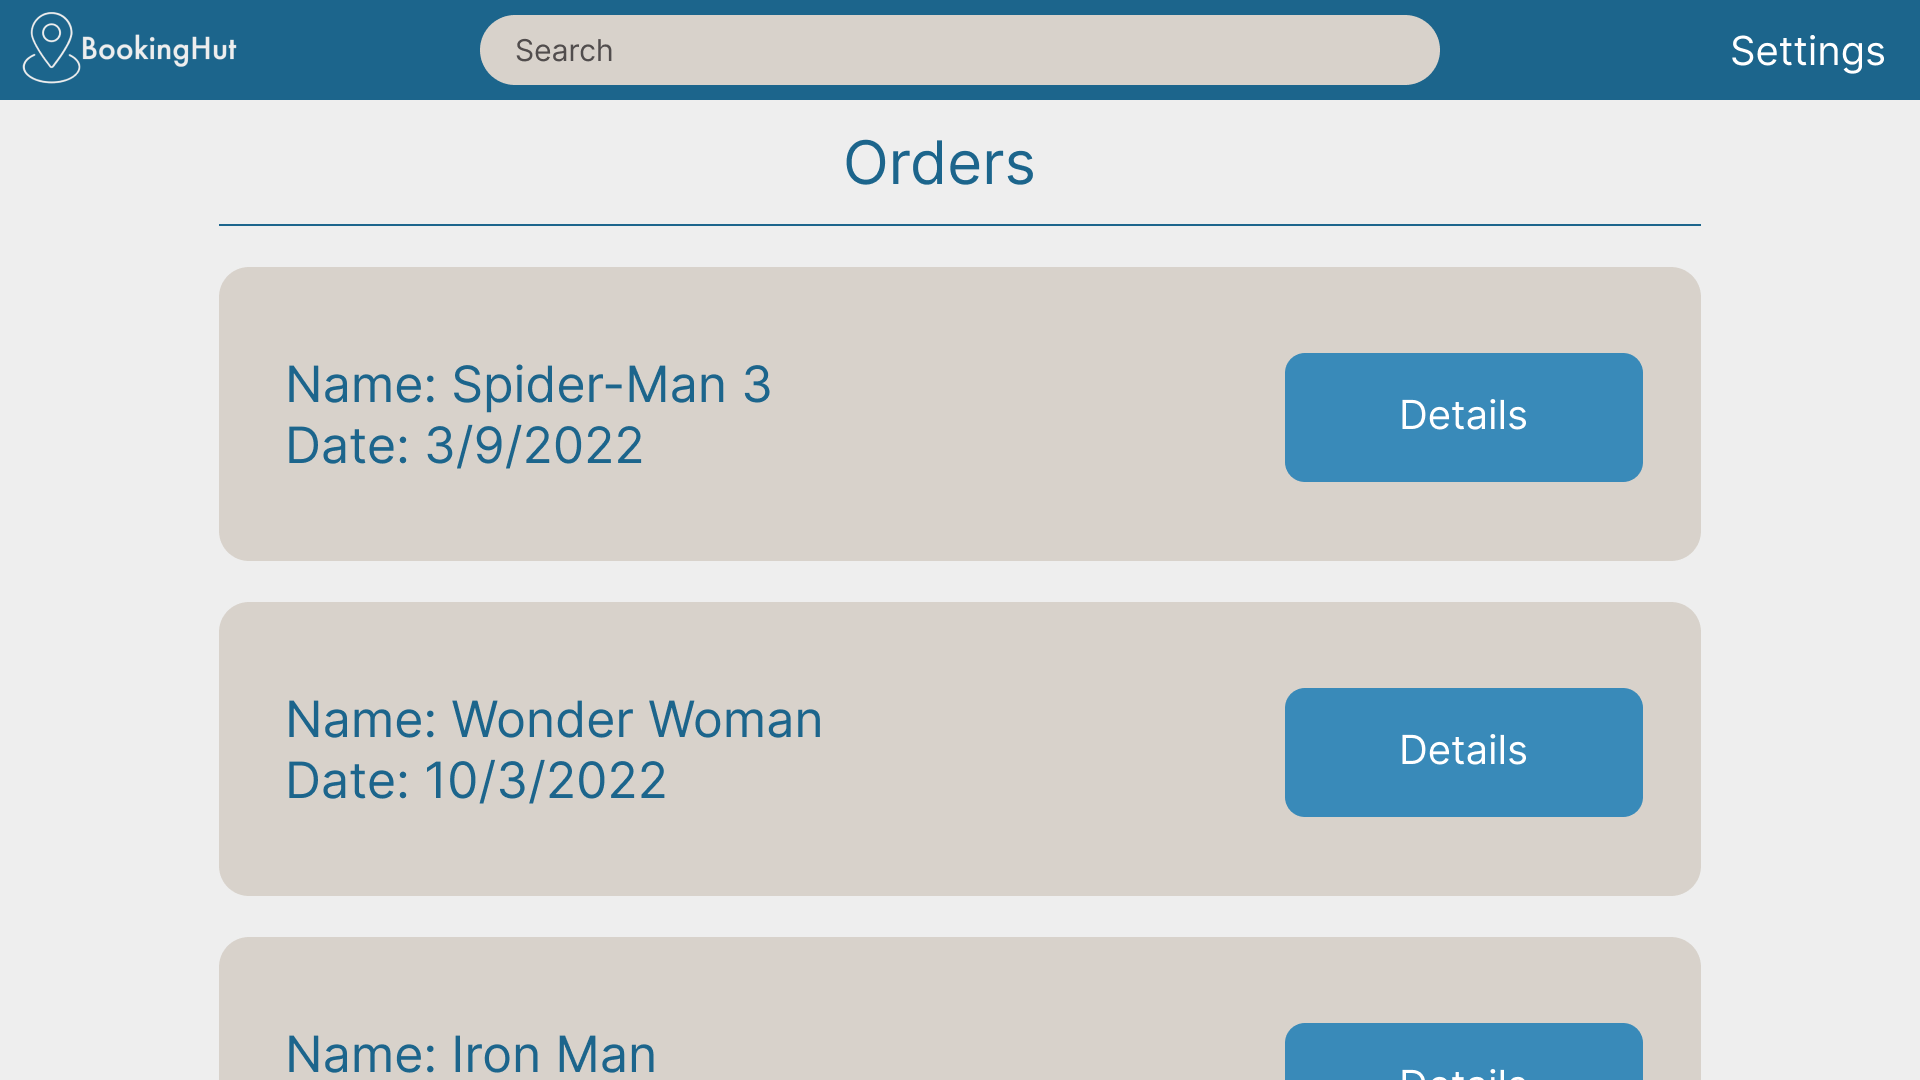 BookingHut
Search
Settings
Orders
Name: Spider-Man 3
Date: 3/9/2022
Details
Name: Wonder Woman
Date: 10/3/2022
Details
Name: Iron Man
Details